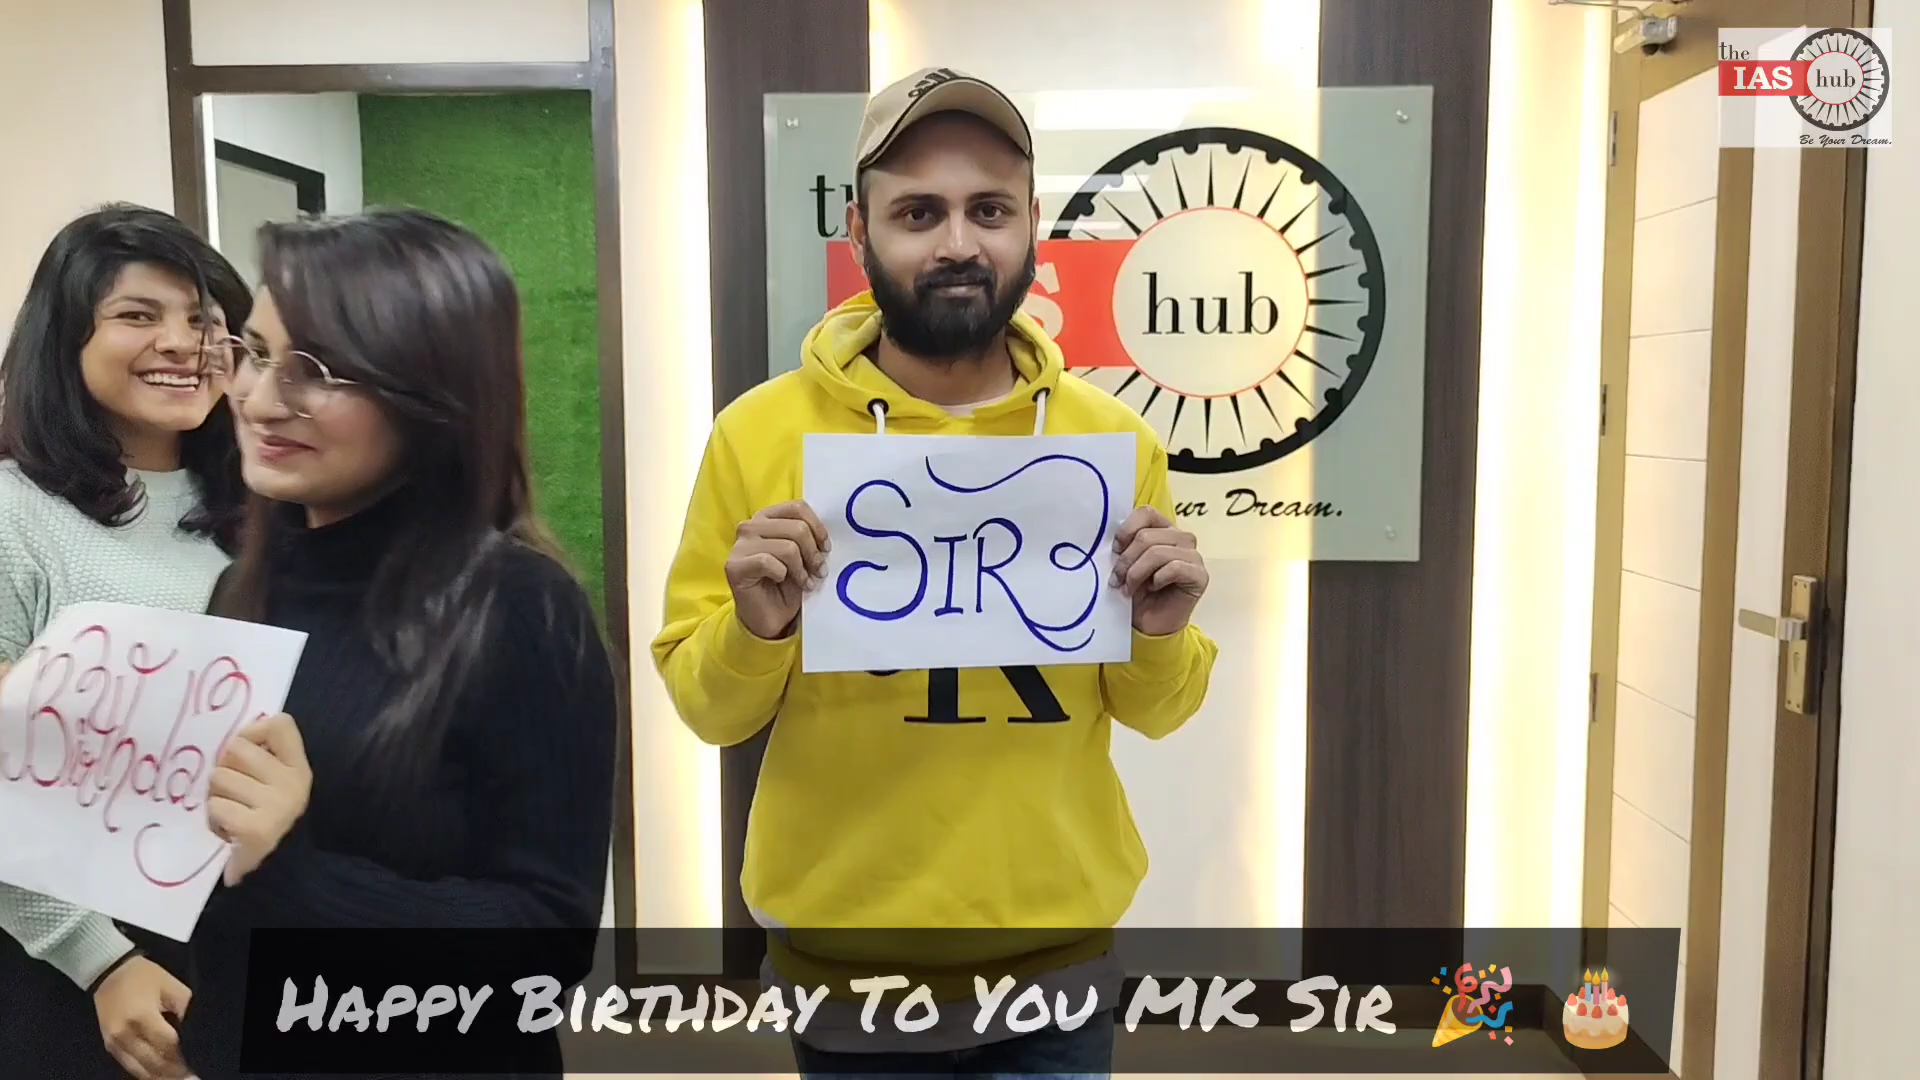 the
IAS hub
Be Your Dream.
hub
ur Dream.
SIR
Birthday
Happy Birthday To You MK Sir 🎉 🎂